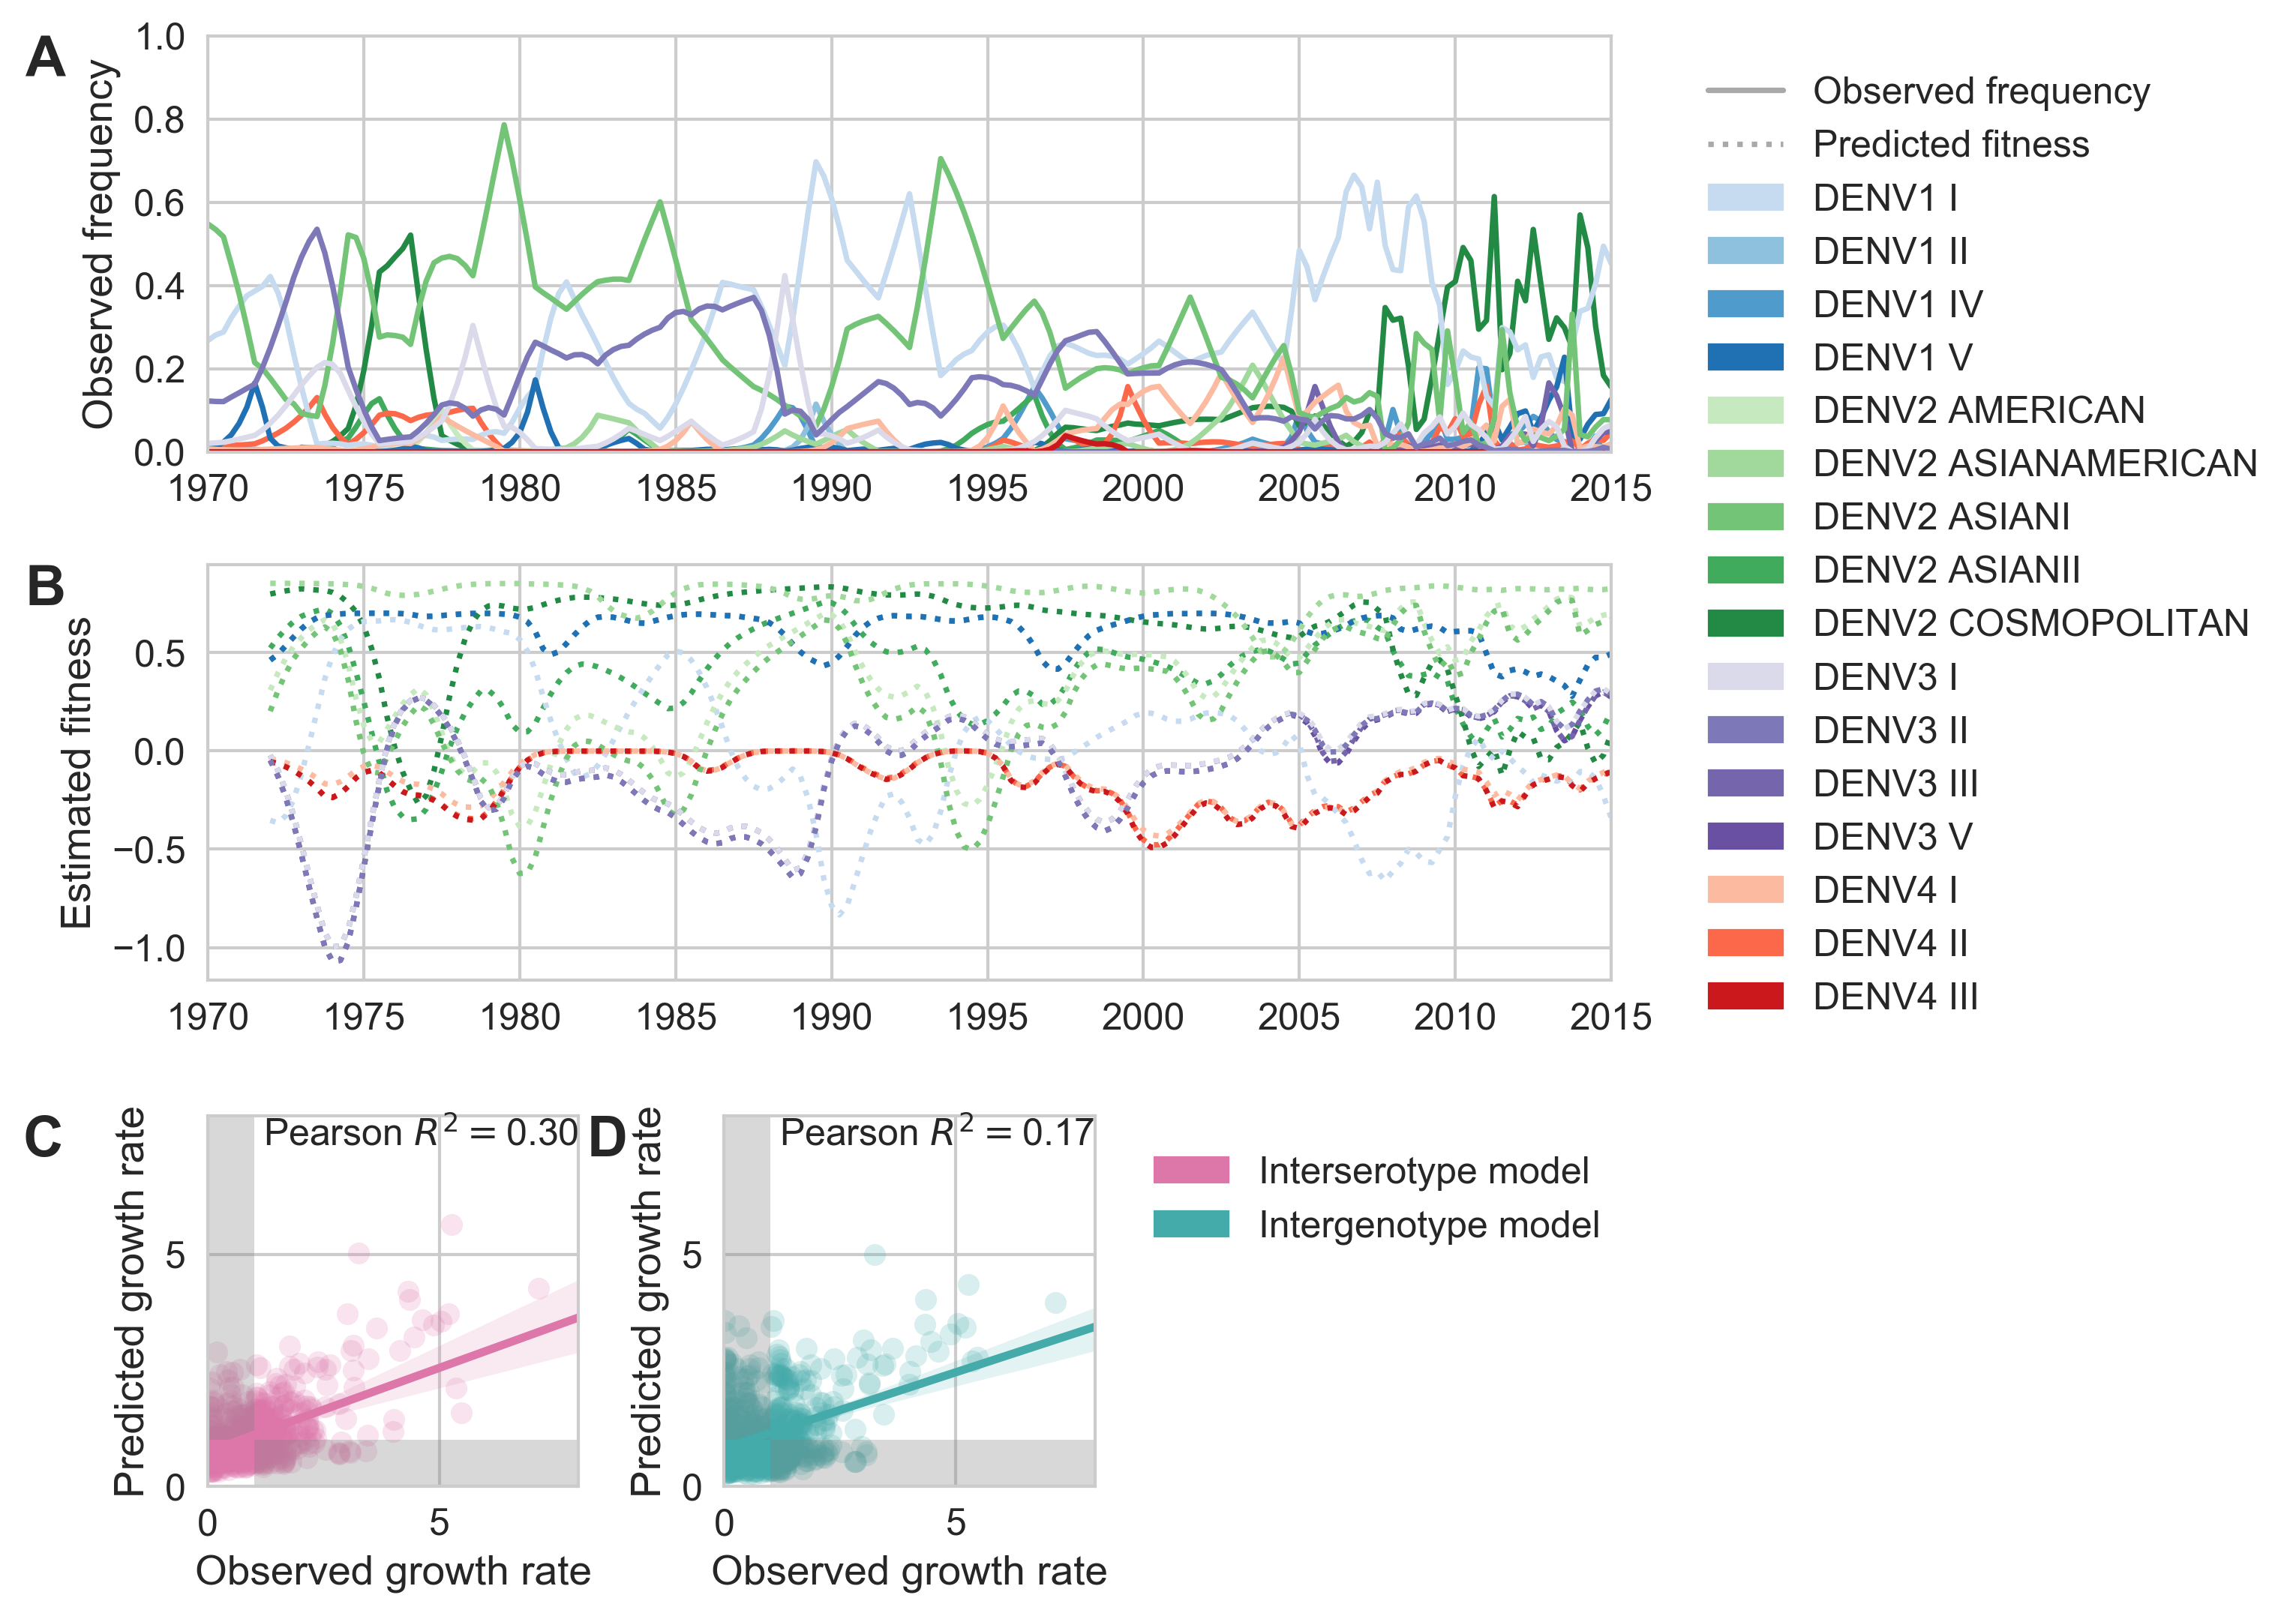 A
Observed frequency
1.0
0.8
0.6
0.4
0.2
0.0
1970 1975 1980 1985 1990 1995 2000 2005 2010 2015
Observed frequency
Predicted fitness
DENV1 I
DENV1 II
DENV1 IV
DENV1 V
DENV2 AMERICAN
DENV2 ASIANAMERICAN
DENV2 ASIANI
DENV2 ASIANII
DENV2 COSMOPOLITAN
DENV3 I
DENV3 II
DENV3 III
DENV3 V
DENV4 I
DENV4 II
DENV4 III
B
Estimated fitness
0.5
0.0
−0.5
−1.0
1970 1975 1980 1985 1990 1995 2000 2005 2010 2015
C
Predicted growth rate
Pearson R² = 0.30
5
0
0 5
Observed growth rate
D
Predicted growth rate
Pearson R² = 0.17
5
0
0 5
Observed growth rate
Interserotype model
Intergenotype model